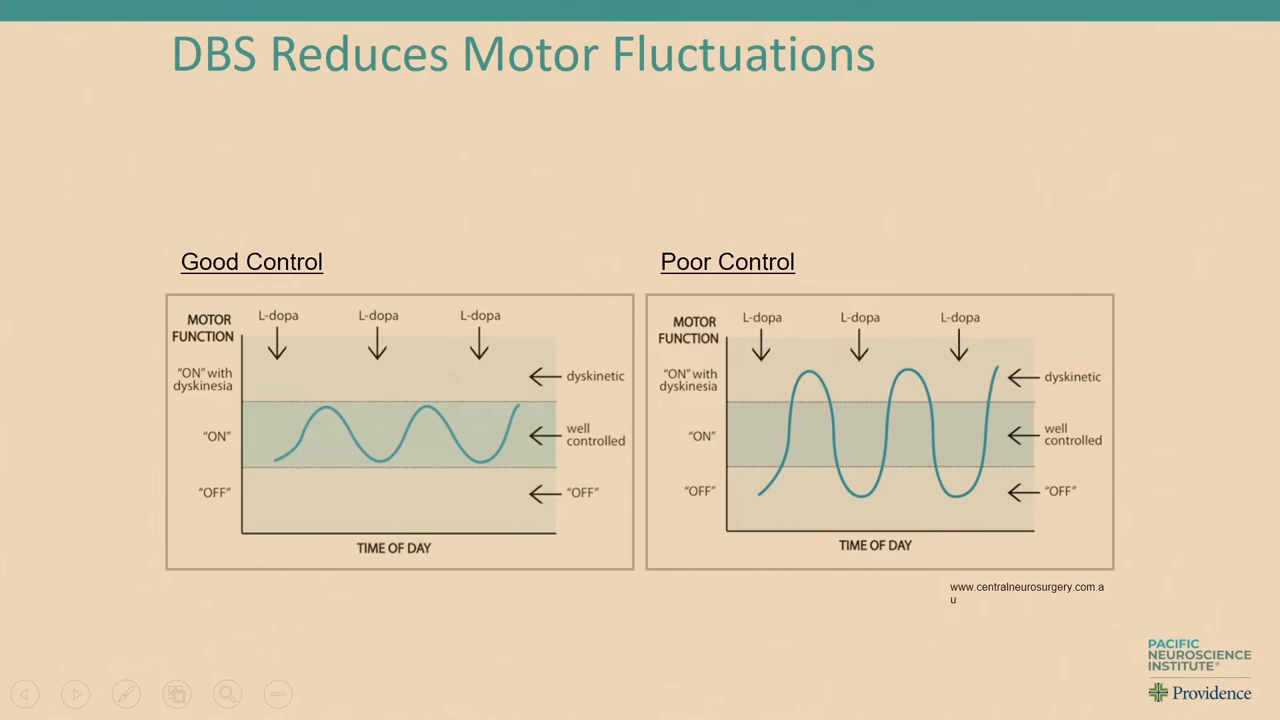 DBS Reduces Motor Fluctuations
Good Control
MOTOR
FUNCTION
L-dopa
L-dopa
L-dopa
"ON" with
dyskinesia
dyskinetic
"ON"
well
controlled
"OFF"
"OFF"
TIME OF DAY
Poor Control
MOTOR
FUNCTION
L-dopa
L-dopa
L-dopa
"ON" with
dyskinesia
dyskinetic
"ON"
well
controlled
"OFF"
"OFF"
TIME OF DAY
www.centralneurosurgery.com.a
u
PACIFIC
NEUROSCIENCE
INSTITUTE®
Providence